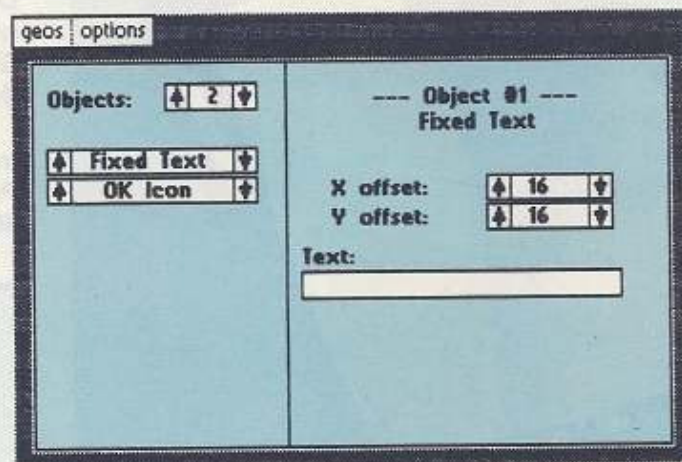 geos options
Objects: 2
Fixed Text
OK Icon
--- Object #1 ---
Fixed Text
X offset: 16
Y offset: 16
Text: